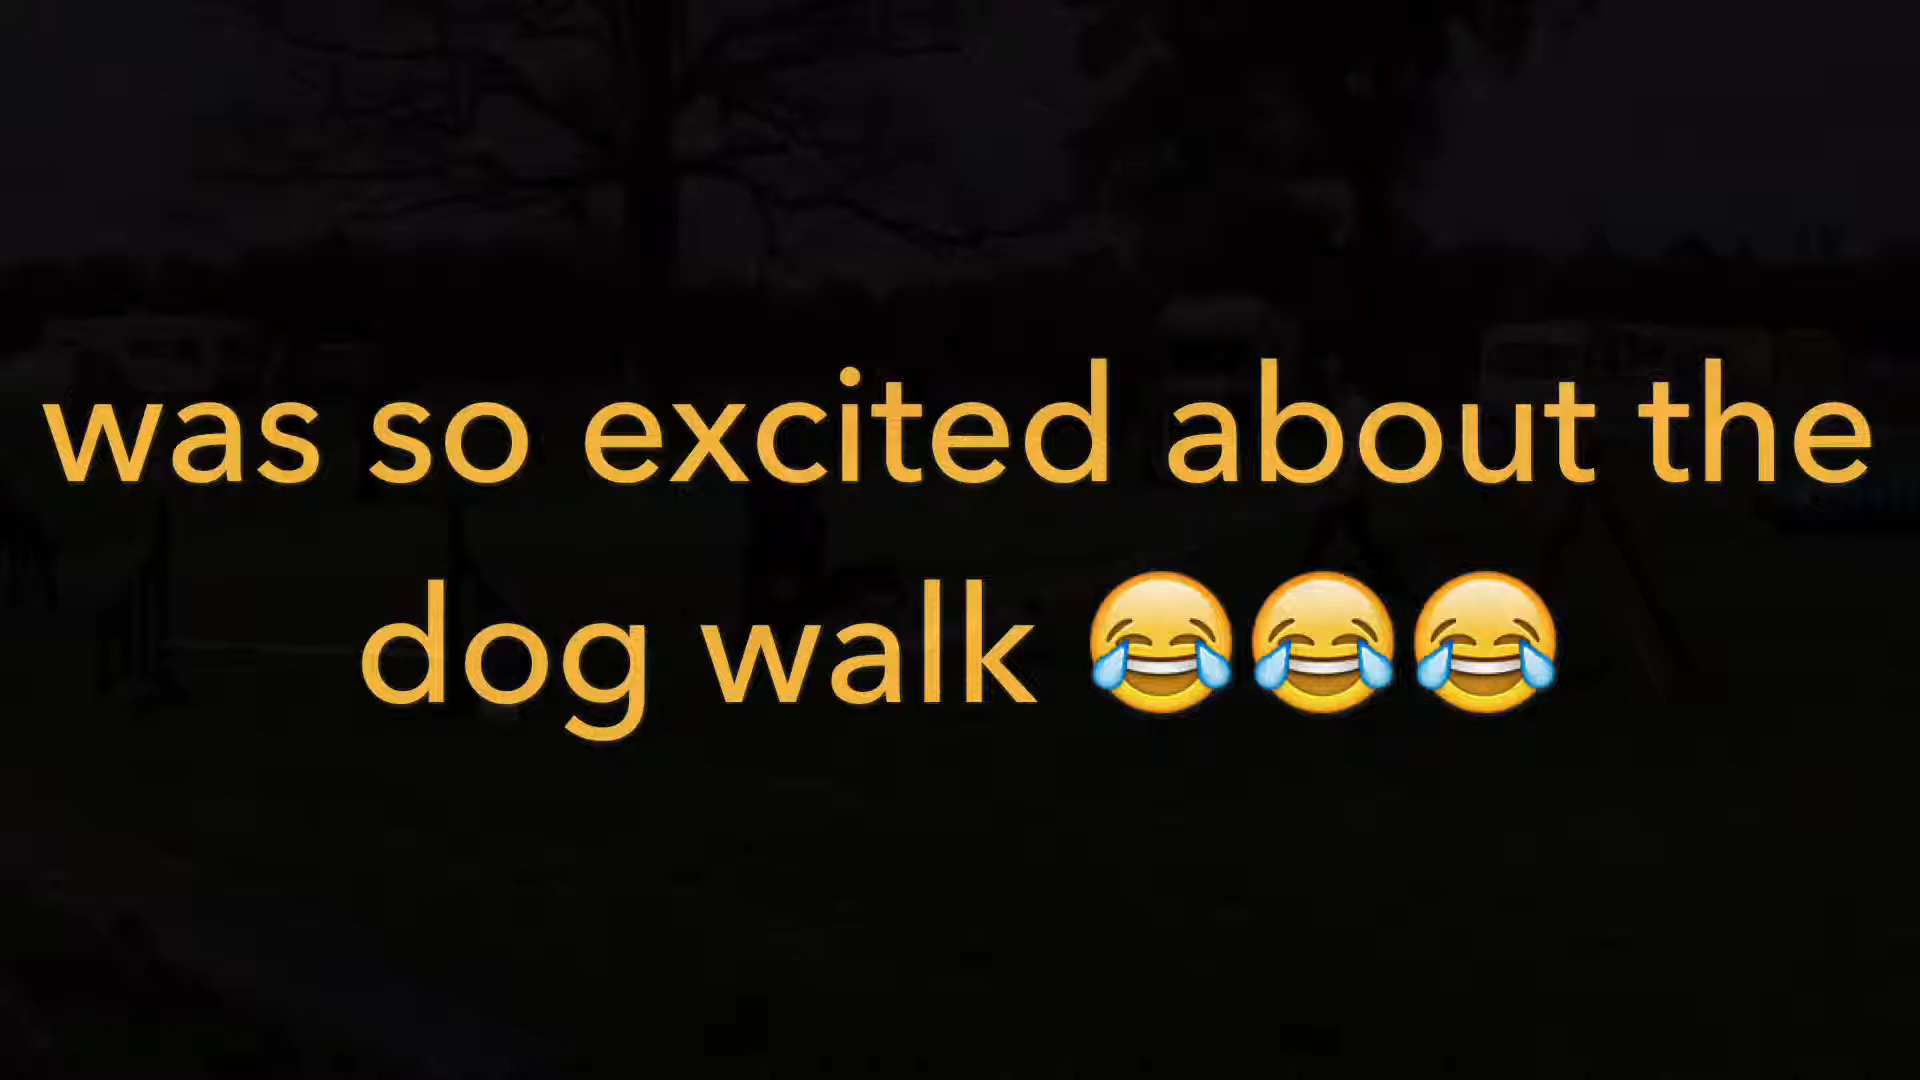 was so excited about the
dog walk 😂😂😂